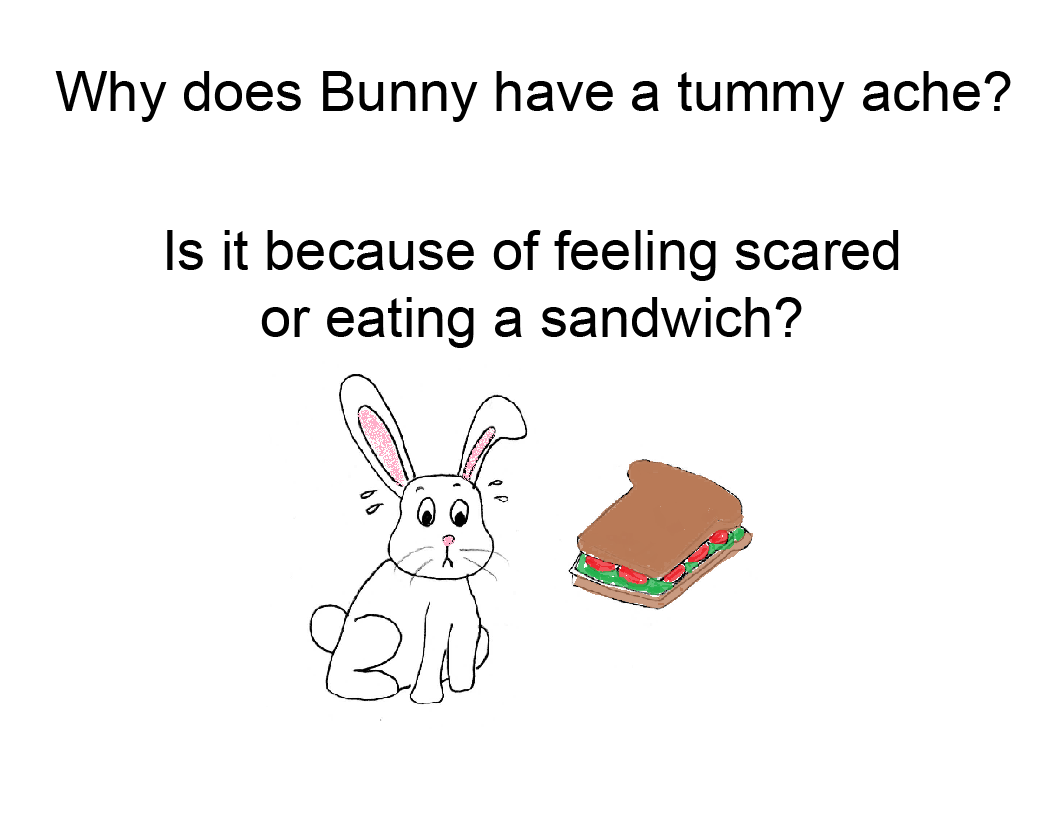 Why does Bunny have a tummy ache?
Is it because of feeling scared
or eating a sandwich?